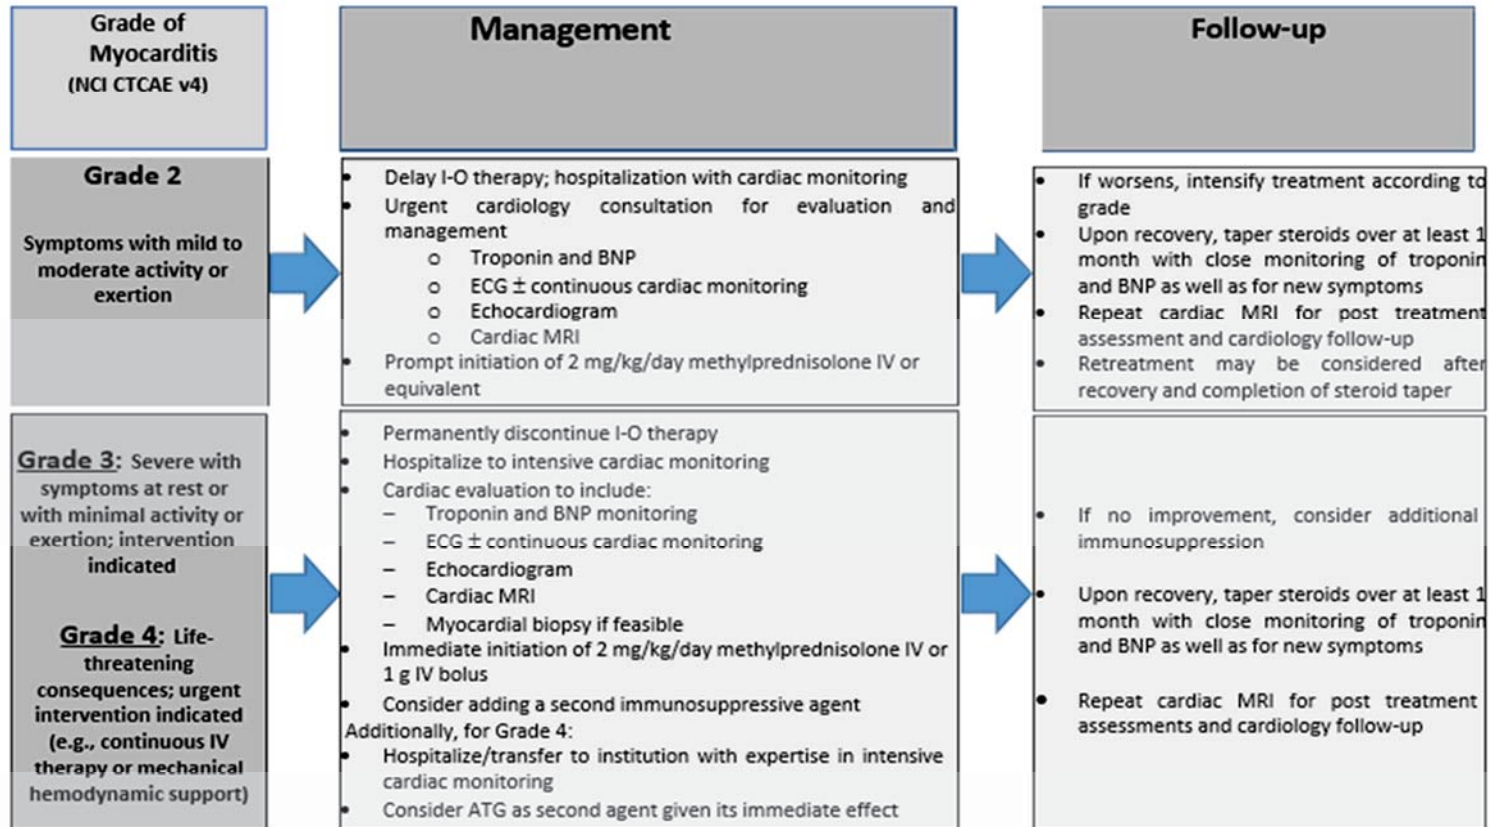 Grade of
Myocarditis
(NCI CTCAE v4)
Management
Follow-up
Grade 2
Symptoms with mild to
moderate activity or
exertion
• Delay I-O therapy; hospitalization with cardiac monitoring
• Urgent cardiology consultation for evaluation and
management
o Troponin and BNP
o ECG ± continuous cardiac monitoring
o Echocardiogram
o Cardiac MRI
• Prompt initiation of 2 mg/kg/day methylprednisolone IV or
equivalent
• If worsens, intensify treatment according to
grade
• Upon recovery, taper steroids over at least 1
month with close monitoring of troponin
and BNP as well as for new symptoms
• Repeat cardiac MRI for post treatment
assessment and cardiology follow-up
• Retreatment may be considered after
recovery and completion of steroid taper
Grade 3: Severe with
symptoms at rest or
with minimal activity or
exertion; intervention
indicated
Grade 4: Life-
threatening
consequences; urgent
intervention indicated
(e.g., continuous IV
therapy or mechanical
hemodynamic support)
• Permanently discontinue I-O therapy
• Hospitalize to intensive cardiac monitoring
• Cardiac evaluation to include:
– Troponin and BNP monitoring
– ECG ± continuous cardiac monitoring
– Echocardiogram
– Cardiac MRI
– Myocardial biopsy if feasible
• Immediate initiation of 2 mg/kg/day methylprednisolone IV or
1 g IV bolus
• Consider adding a second immunosuppressive agent
Additionally, for Grade 4:
• Hospitalize/transfer to institution with expertise in intensive
cardiac monitoring
• Consider ATG as second agent given its immediate effect
• If no improvement, consider additional
immunosuppression
• Upon recovery, taper steroids over at least 1
month with close monitoring of troponin
and BNP as well as for new symptoms
• Repeat cardiac MRI for post treatment
assessments and cardiology follow-up